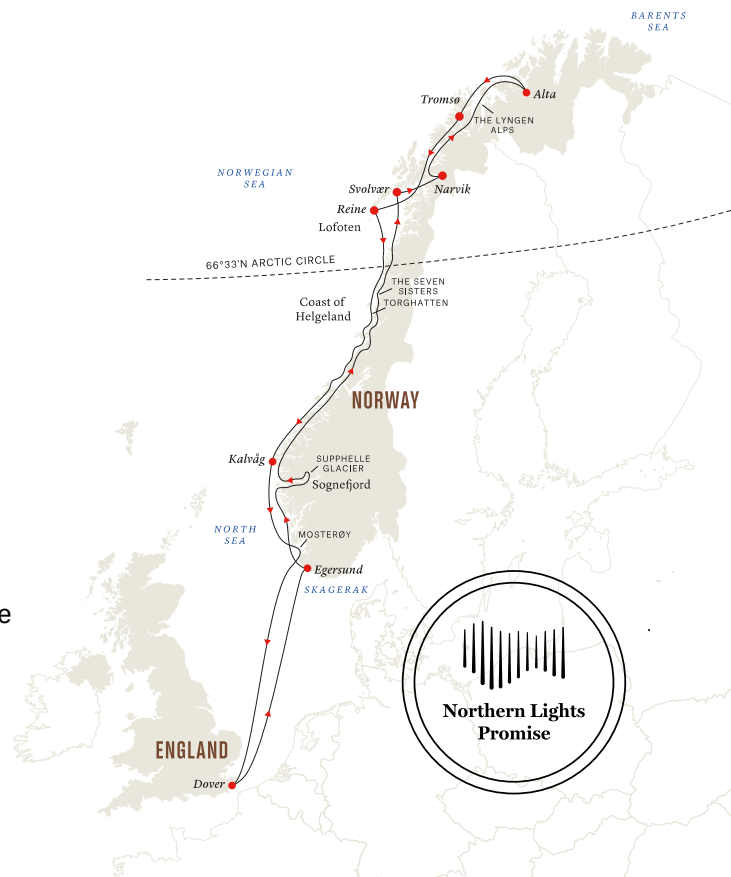 BARENTS
SEA
Alta
Tromsø
THE LYNGEN
ALPS
NORWEGIAN
SEA
Svolvær
Narvik
Reine
Lofoten
66°33'N ARCTIC CIRCLE
THE SEVEN
SISTERS
TORGHATTEN
Coast of
Helgeland
NORWAY
Kalvåg
SUPPHELLE
GLACIER
Sognefjord
NORTH
SEA
MOSTERØY
Egersund
SKAGERAK
e
Northern Lights
Promise
ENGLAND
Dover